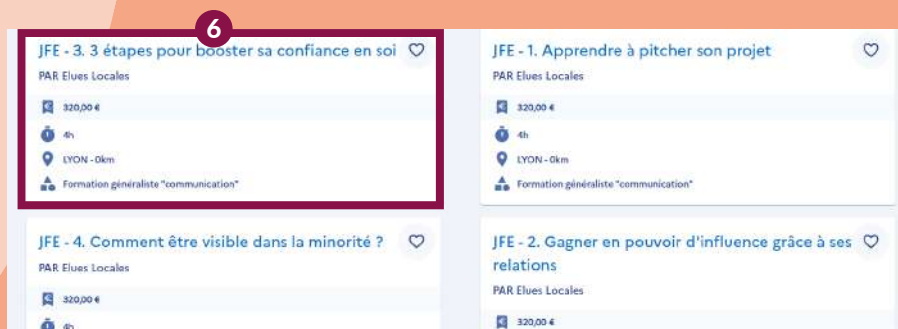 6
JFE - 3. 3 étapes pour booster sa confiance en soi
PAR Elues Locales
320,00 €
4h
LYON - 0km
Formation généraliste "communication"
JFE - 1. Apprendre à pitcher son projet
PAR Elues Locales
320,00 €
4h
LYON - 0km
Formation généraliste "communication"
JFE - 4. Comment être visible dans la minorité ?
PAR Elues Locales
320,00 €
4h
JFE - 2. Gagner en pouvoir d'influence grâce à ses
relations
PAR Elues Locales
320,00 €